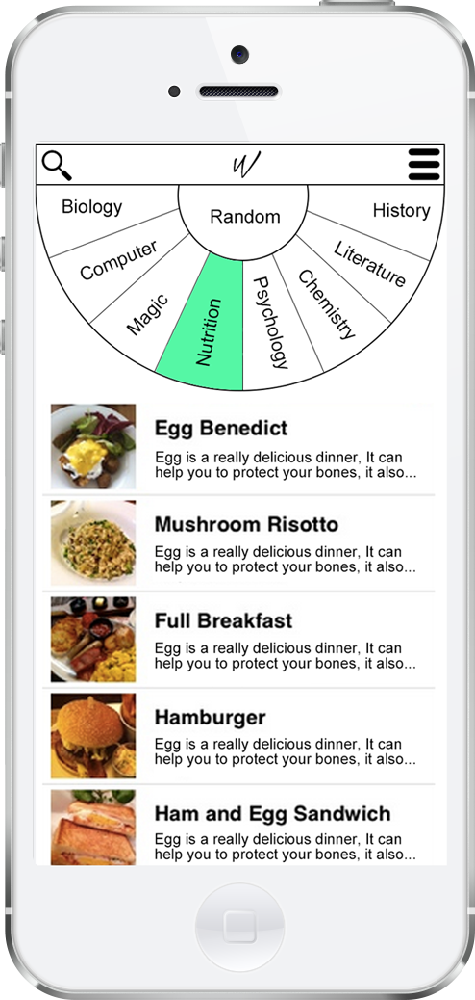 W
Biology
Computer
Magic
Nutrition
Random
Psychology
Chemistry
Literature
History
Egg Benedict
Egg is a really delicious dinner, It can
help you to protect your bones, it also...
Mushroom Risotto
Egg is a really delicious dinner, It can
help you to protect your bones, it also...
Full Breakfast
Egg is a really delicious dinner, It can
help you to protect your bones, it also...
Hamburger
Egg is a really delicious dinner, It can
help you to protect your bones, it also...
Ham and Egg Sandwich
Egg is a really delicious dinner, It can
help you to protect your bones, it also...